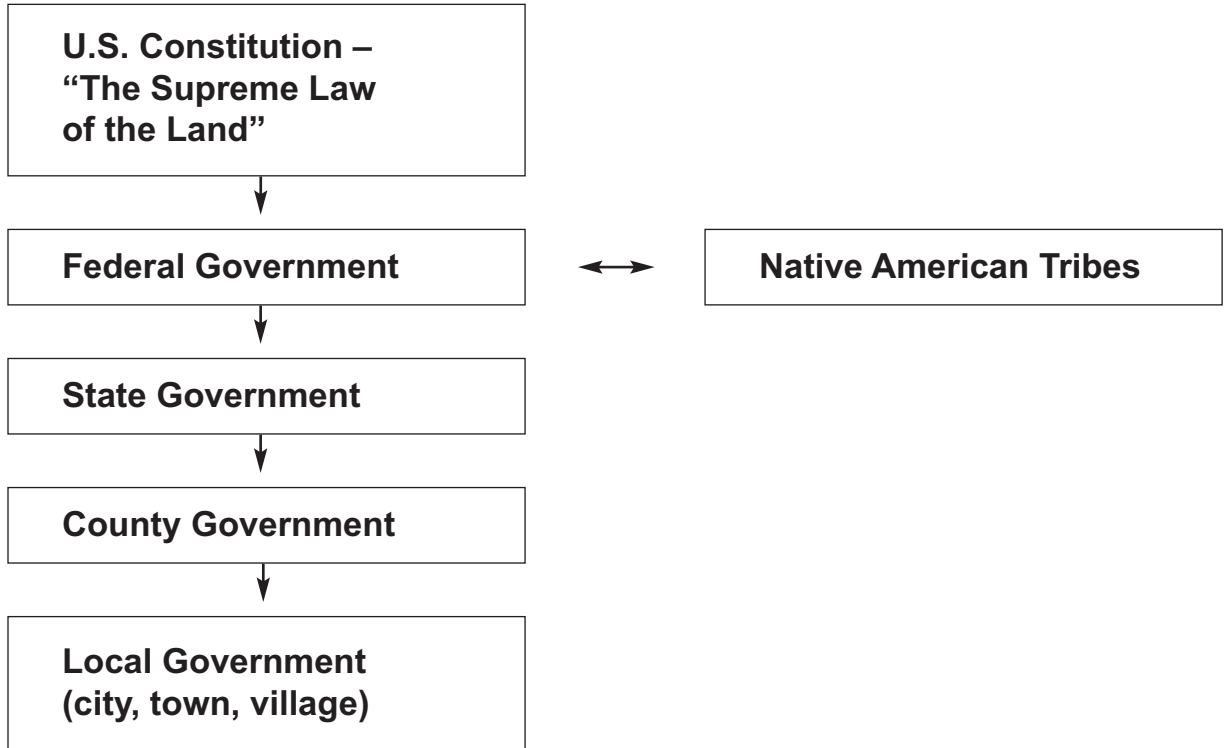 U.S. Constitution –
“The Supreme Law
of the Land”
Federal Government
Native American Tribes
State Government
County Government
Local Government
(city, town, village)